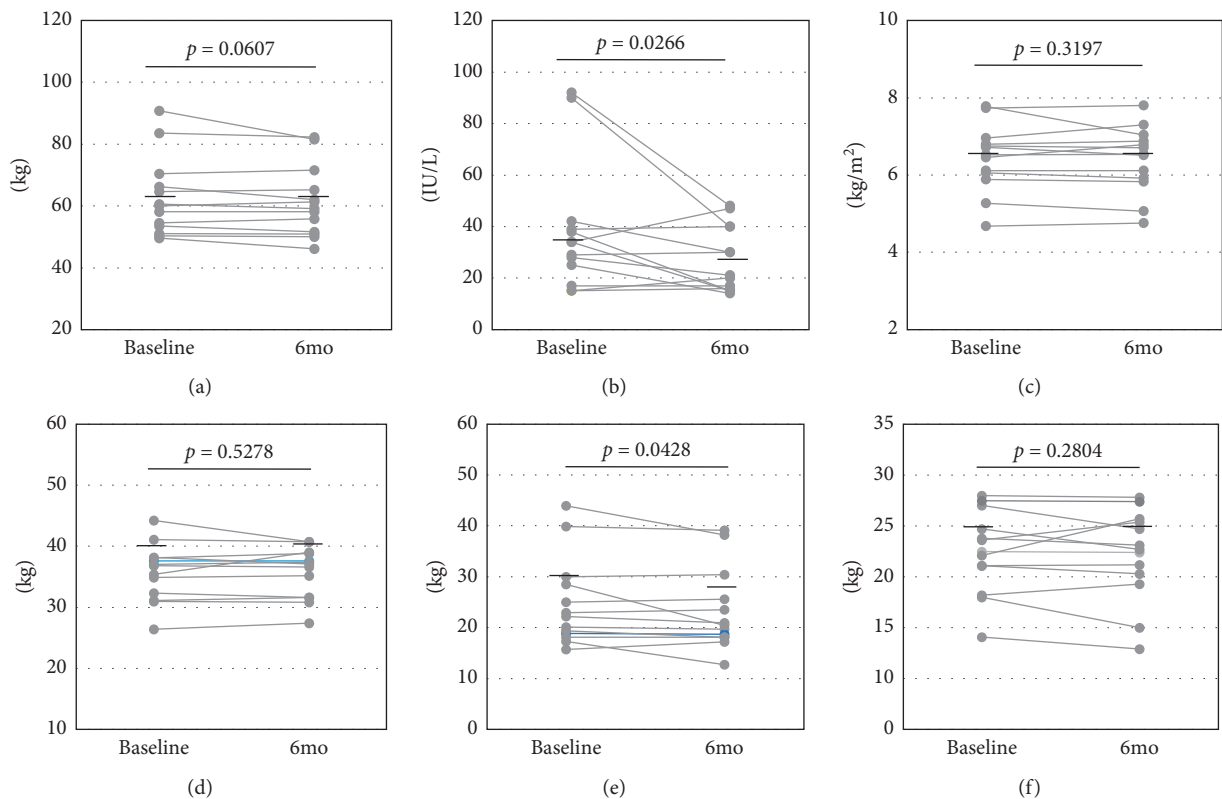 120
100
80
60
40
20
(kg)
p = 0.0607
Baseline 6mo
(a)
120
100
80
60
40
20
0
(IU/L)
p = 0.0266
Baseline 6mo
(b)
10
8
6
4
2
(kg/m²)
p = 0.3197
Baseline 6mo
(c)
60
50
40
30
20
10
(kg)
p = 0.5278
Baseline 6mo
(d)
60
50
40
30
20
10
0
(kg)
p = 0.0428
Baseline 6mo
(e)
35
30
25
20
15
10
0
(kg)
p = 0.2804
Baseline 6mo
(f)